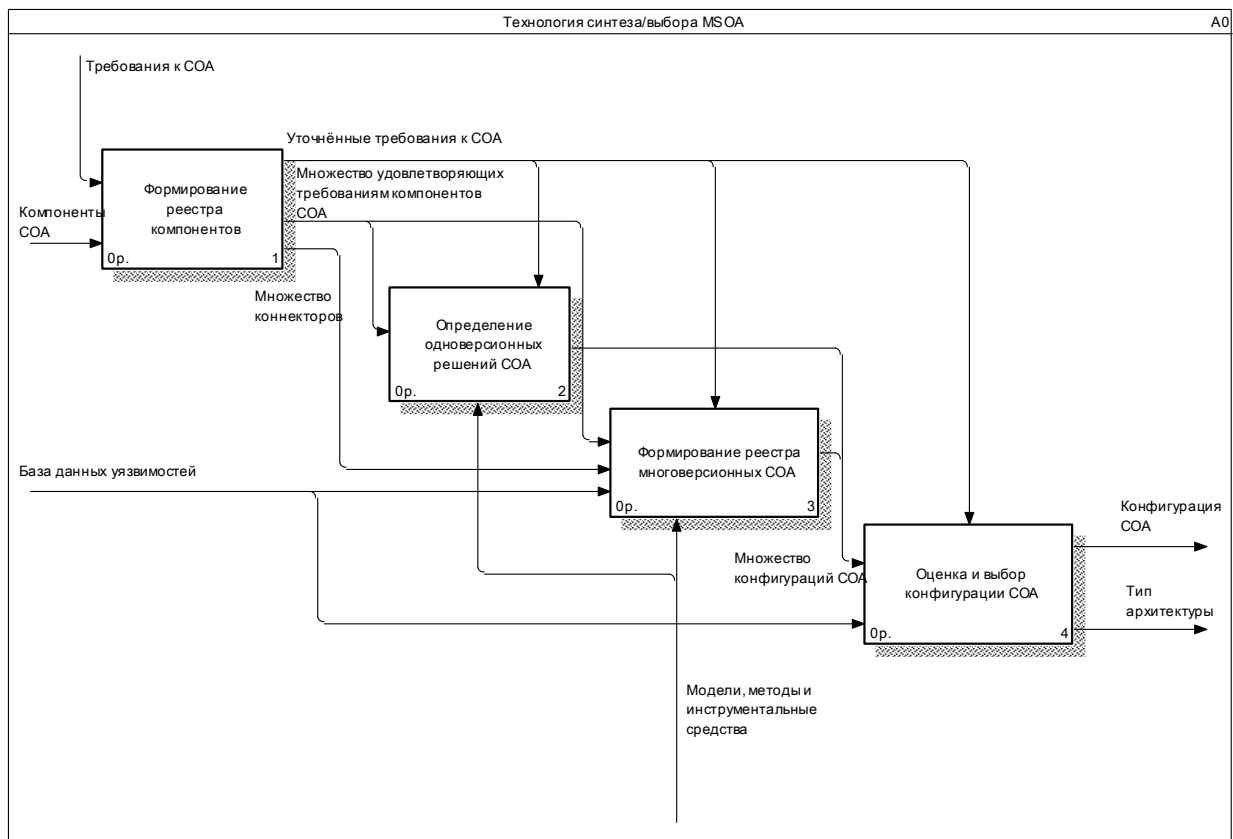 Технология синтеза/выбора MSOA
A0
Требования к СОА
Уточнённые требования к СОА
Множество удовлетворяющих
требованиям компонентов
СОА
Формирование
реестра
компонентов
0р.
1
Компоненты
СОА
Множество
коннекторов
Определение
одноверсионных
решений СОА
0р.
2
База данных уязвимостей
Формирование реестра
многоверсионных СОА
0р.
3
Множество
конфигураций СОА
Оценка и выбор
конфигурации СОА
0р.
4
Конфигурация
СОА
Тип
архитектуры
Модели, методы и
инструментальные
средства